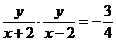 y/(x+2) · y/(x−2) = −3/4